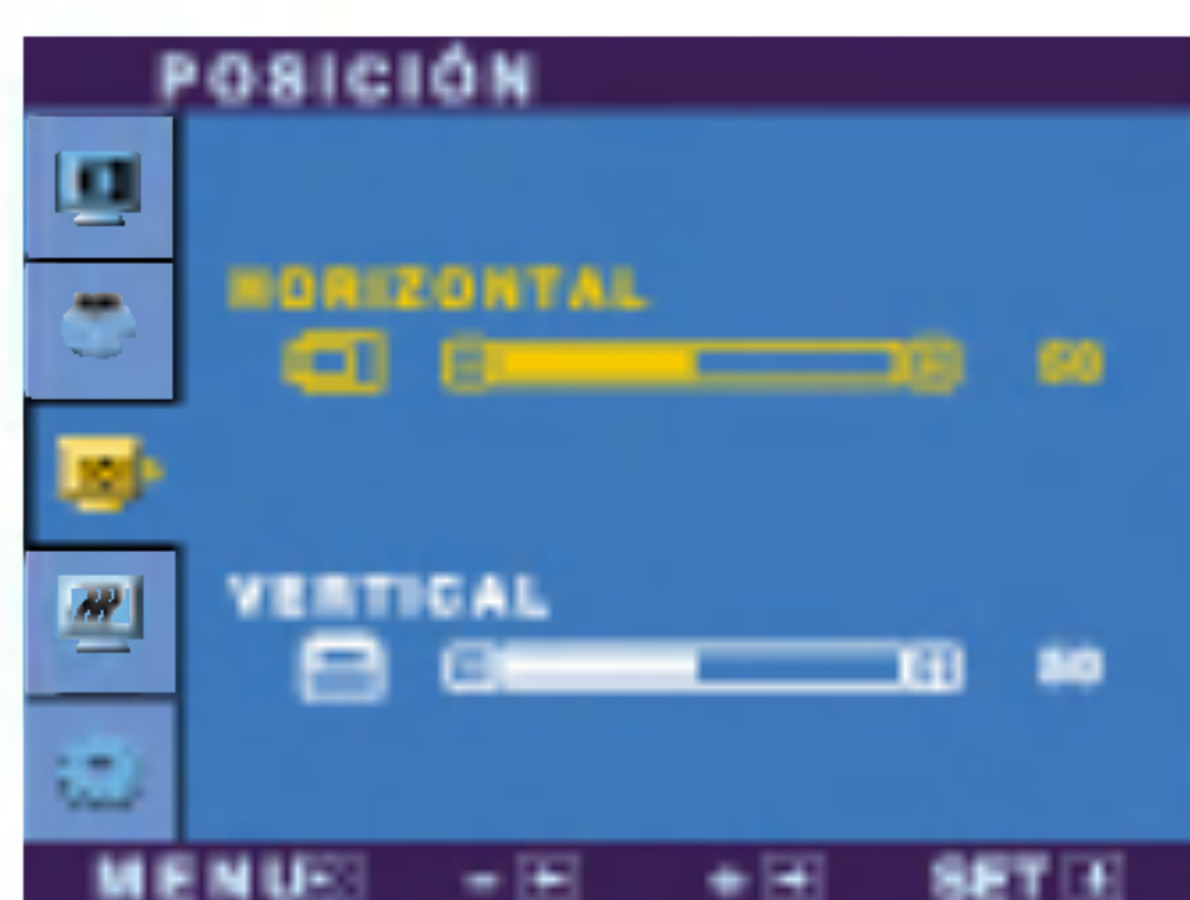 POSICIÓN
HORIZONTAL
50
VERTICAL
50
MENU - + SET